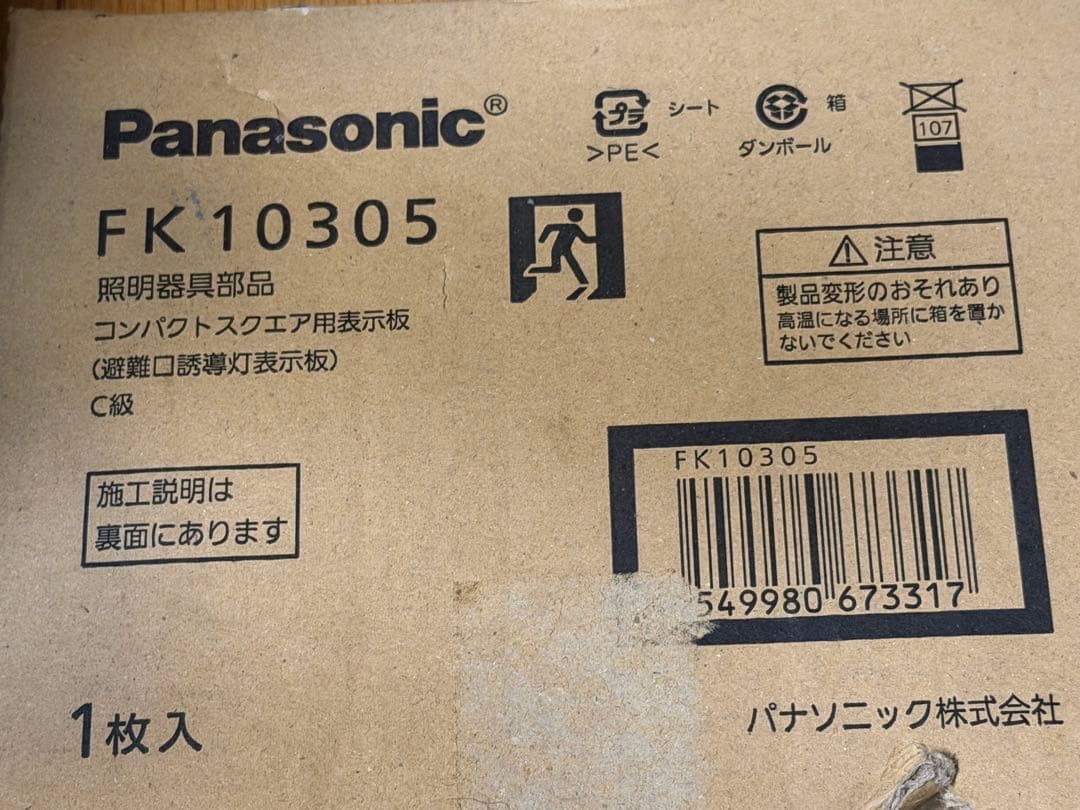 Panasonic®
プラ シート
>PE<
箱
ダンボール
107
FK10305
照明器具部品
コンパクトスクエア用表示板
(避難口誘導灯表示板)
C級
⚠注意
製品変形のおそれあり
高温になる場所に箱を置か
ないでください
施工説明は
裏面にあります
FK10305
549980 673317
1枚入
パナソニック株式会社